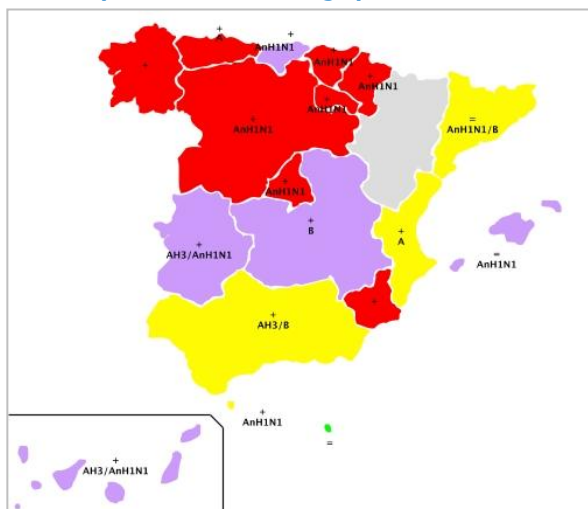 +
A
+
AnH1N1
+
AnH1N1
+
+
AnH1N1
+
AnH1N1
+
AnH1N1
=
AnH1N1/B
+
AnH1N1
+
B
+
A
+
AH3/AnH1N1
=
AnH1N1
+
+
AH3/B
+
AnH1N1
=
+
AH3/AnH1N1